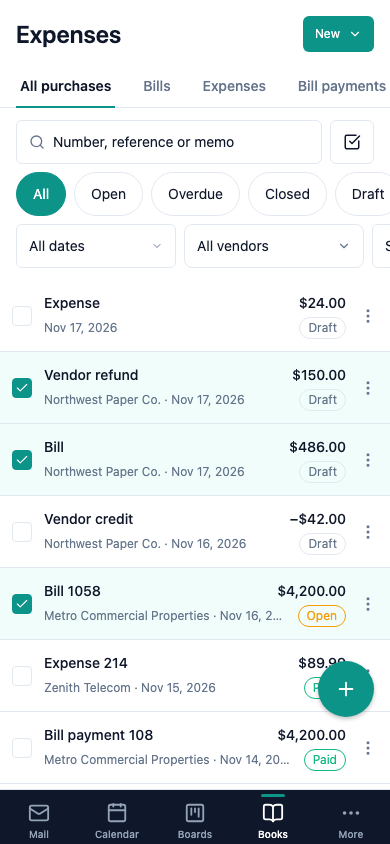 Expenses
New
All purchases Bills Expenses Bill payments
Number, reference or memo
All Open Overdue Closed Draft
All dates All vendors
Expense $24.00
Nov 17, 2026 Draft
Vendor refund $150.00
Northwest Paper Co. · Nov 17, 2026 Draft
Bill $486.00
Northwest Paper Co. · Nov 17, 2026 Draft
Vendor credit −$42.00
Northwest Paper Co. · Nov 16, 2026 Draft
Bill 1058 $4,200.00
Metro Commercial Properties · Nov 16, 2... Open
Expense 214 $89.99
Zenith Telecom · Nov 15, 2026
Bill payment 108 $4,200.00
Metro Commercial Properties · Nov 14, 20... Paid
Mail Calendar Boards Books More